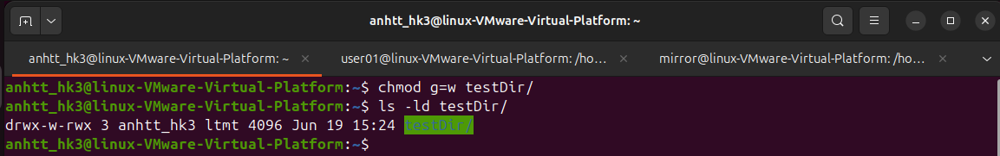 anhtt_hk3@linux-VMware-Virtual-Platform: ~
anhtt_hk3@linux-VMware-Virtual-Platform: ~
user01@linux-VMware-Virtual-Platform: /ho...
mirror@linux-VMware-Virtual-Platform: /ho...
anhtt_hk3@linux-VMware-Virtual-Platform:~$ chmod g=w testDir/
anhtt_hk3@linux-VMware-Virtual-Platform:~$ ls -ld testDir/
drwx-w-rwx 3 anhtt_hk3 ltmt 4096 Jun 19 15:24 testDir/
anhtt_hk3@linux-VMware-Virtual-Platform:~$